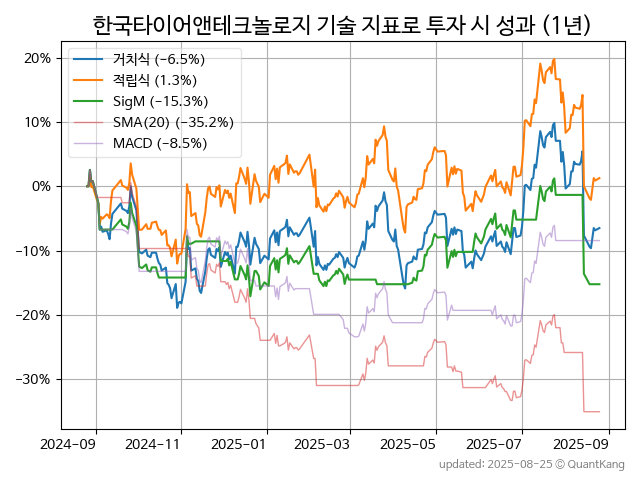 한국타이어앤테크놀로지 기술 지표로 투자 시 성과 (1년)
거치식 (−6.5%)
적립식 (1.3%)
SigM (−15.3%)
SMA(20) (−35.2%)
MACD (−8.5%)
20%
10%
0%
−10%
−20%
−30%
2024-09 2024-11 2025-01 2025-03 2025-05 2025-07 2025-09
updated: 2025-08-25 ⓒ QuantKang